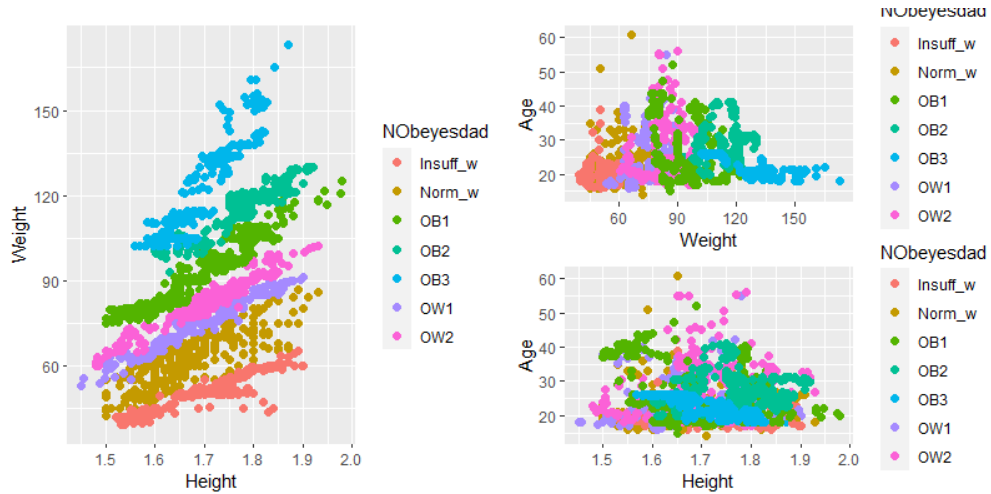 Weight
150
120
90
60
1.5 1.6 1.7 1.8 1.9 2.0
Height
NObeyesdad
Insuff_w
Norm_w
OB1
OB2
OB3
OW1
OW2
Age
60
50
40
30
20
60 90 120 150
Weight
NObeyesdad
Insuff_w
Norm_w
OB1
OB2
OB3
OW1
OW2
Age
60
50
40
30
20
1.5 1.6 1.7 1.8 1.9 2.0
Height
NObeyesdad
Insuff_w
Norm_w
OB1
OB2
OB3
OW1
OW2